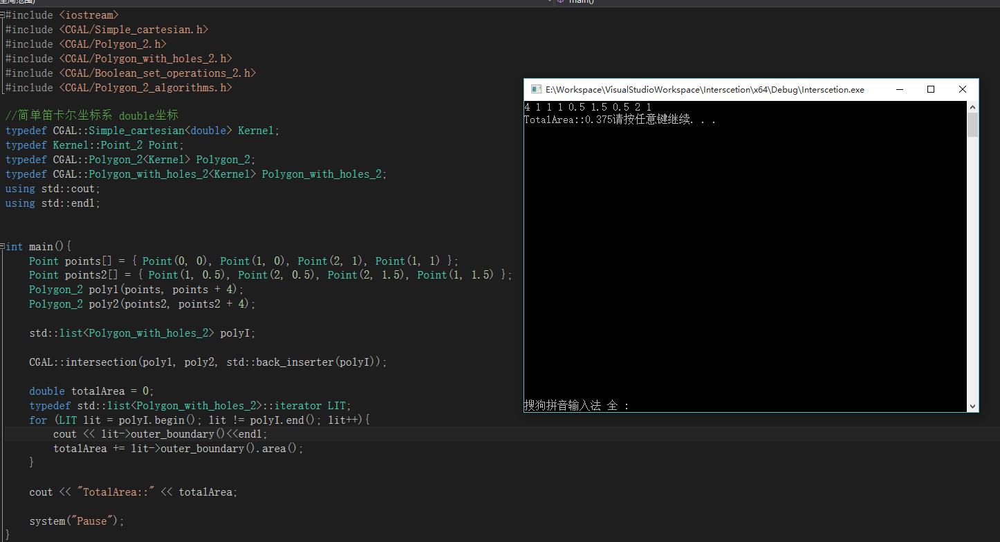 main()
#include <iostream>
#include <CGAL/Simple_cartesian.h>
#include <CGAL/Polygon_2.h>
#include <CGAL/Polygon_with_holes_2.h>
#include <CGAL/Boolean_set_operations_2.h>
#include <CGAL/Polygon_2_algorithms.h>
//简单笛卡尔坐标系 double坐标
typedef CGAL::Simple_cartesian<double> Kernel;
typedef Kernel::Point_2 Point;
typedef CGAL::Polygon_2<Kernel> Polygon_2;
typedef CGAL::Polygon_with_holes_2<Kernel> Polygon_with_holes_2;
using std::cout;
using std::endl;
int main(){
Point points[] = { Point(0, 0), Point(1, 0), Point(2, 1), Point(1, 1) };
Point points2[] = { Point(1, 0.5), Point(2, 0.5), Point(2, 1.5), Point(1, 1.5) };
Polygon_2 poly1(points, points + 4);
Polygon_2 poly2(points2, points2 + 4);
std::list<Polygon_with_holes_2> polyI;
CGAL::intersection(poly1, poly2, std::back_inserter(polyI));
double totalArea = 0;
typedef std::list<Polygon_with_holes_2>::iterator LIT;
for (LIT lit = polyI.begin(); lit != polyI.end(); lit++){
cout << lit->outer_boundary()<<endl;
totalArea += lit->outer_boundary().area();
}
cout << "TotalArea::" << totalArea;
system("Pause");
}
E:\Workspace\VisualStudioWorkspace\Interscetion\x64\Debug\Interscetion.exe
4 1 1 1 0.5 1.5 0.5 2 1
TotalArea::0.375请按任意键继续. . .
搜狗拼音输入法 全 :